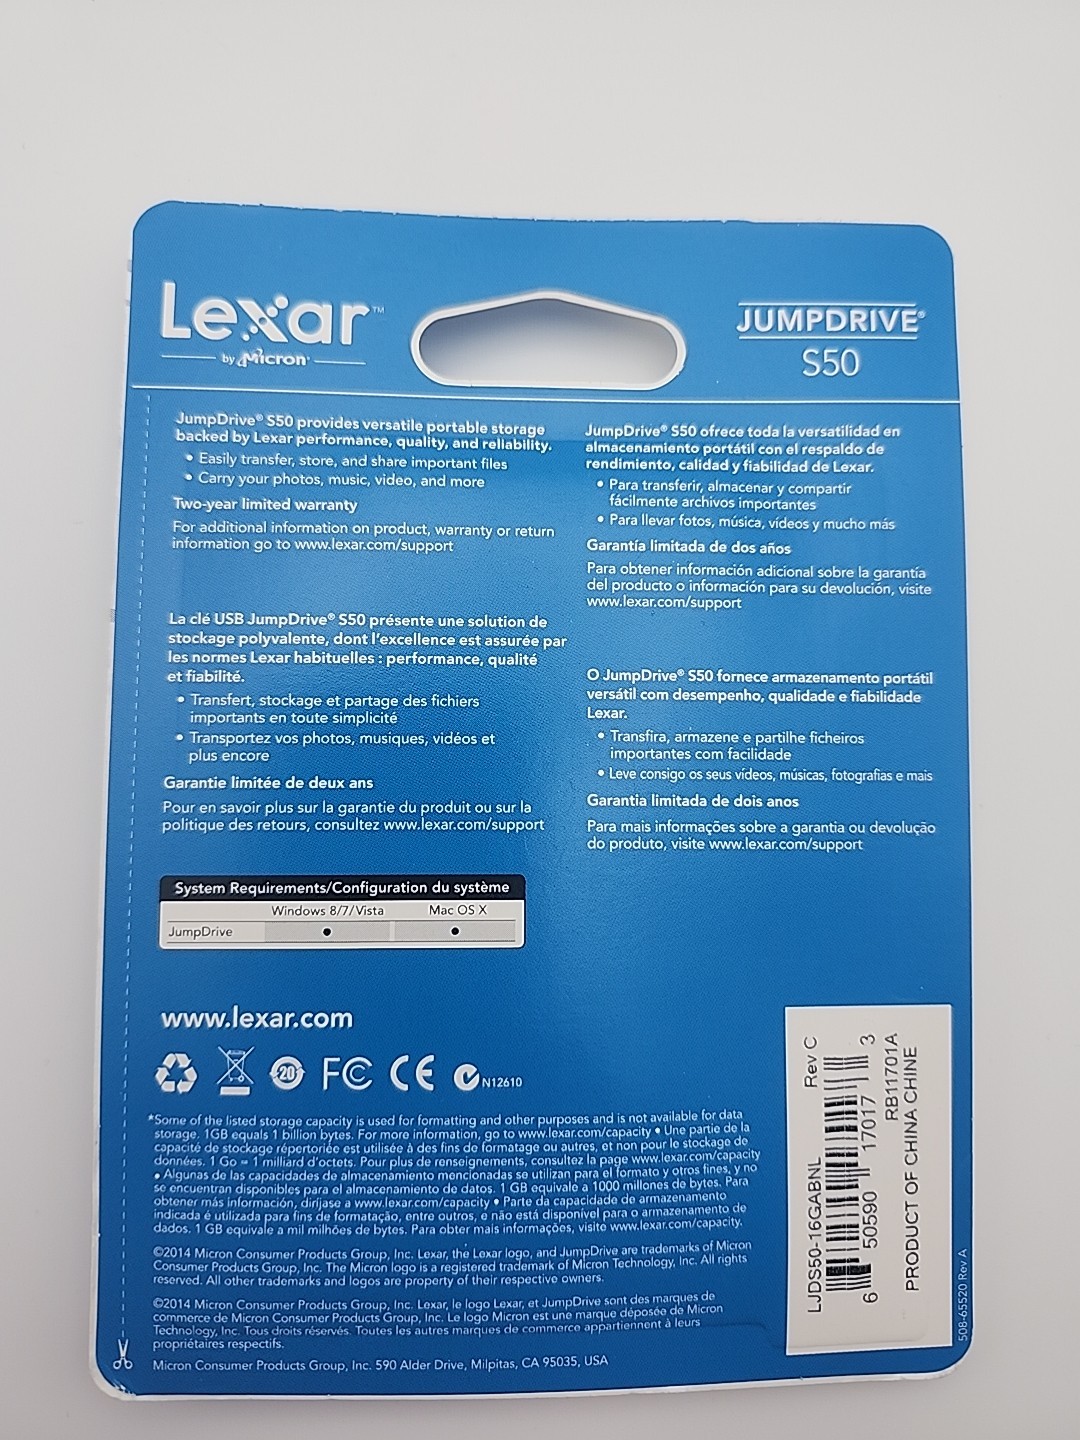 Lexar™
by Micron®
JUMPDRIVE®
S50
JumpDrive® S50 provides versatile portable storage
backed by Lexar performance, quality, and reliability.
• Easily transfer, store, and share important files
• Carry your photos, music, video, and more
Two-year limited warranty
For additional information on product, warranty or return
information go to www.lexar.com/support
La clé USB JumpDrive® S50 présente une solution de
stockage polyvalente, dont l'excellence est assurée par
les normes Lexar habituelles : performance, qualité
et fiabilité.
• Transfert, stockage et partage des fichiers
importants en toute simplicité
• Transportez vos photos, musiques, vidéos et
plus encore
Garantie limitée de deux ans
Pour en savoir plus sur la garantie du produit ou sur la
politique des retours, consultez www.lexar.com/support
JumpDrive® S50 ofrece toda la versatilidad en
almacenamiento portátil con el respaldo de
rendimiento, calidad y fiabilidad de Lexar.
• Para transferir, almacenar y compartir
fácilmente archivos importantes
• Para llevar fotos, música, vídeos y mucho más
Garantía limitada de dos años
Para obtener información adicional sobre la garantía
del producto o información para su devolución, visite
www.lexar.com/support
O JumpDrive® S50 fornece armazenamento portátil
versátil com desempenho, qualidade e fiabilidade
Lexar.
• Transfira, armazene e partilhe ficheiros
importantes com facilidade
• Leve consigo os seus vídeos, músicas, fotografias e mais
Garantia limitada de dois anos
Para mais informações sobre a garantia ou devolução
do produto, visite www.lexar.com/support
System Requirements/Configuration du système
Windows 8/7/Vista Mac OS X
JumpDrive • •
www.lexar.com
20 FC CE N12610
*Some of the listed storage capacity is used for formatting and other purposes and is not available for data
storage. 1GB equals 1 billion bytes. For more information, go to www.lexar.com/capacity • Une partie de la
capacité de stockage répertoriée est utilisée à des fins de formatage ou autres, et non pour le stockage de
données. 1 Go = 1 milliard d'octets. Pour plus de renseignements, consultez la page www.lexar.com/capacity
• Algunas de las capacidades de almacenamiento mencionadas se utilizan para el formato y otros fines, y no
se encuentran disponibles para el almacenamiento de datos. 1 GB equivale a 1000 millones de bytes. Para
obtener más información, diríjase a www.lexar.com/capacity • Parte da capacidade de armazenamento
indicada é utilizada para fins de formatação, entre outros, e não está disponível para o armazenamento de
dados. 1 GB equivale a mil milhões de bytes. Para obter mais informações, visite www.lexar.com/capacity.
©2014 Micron Consumer Products Group, Inc. Lexar, the Lexar logo, and JumpDrive are trademarks of Micron
Consumer Products Group, Inc. The Micron logo is a registered trademark of Micron Technology, Inc. All rights
reserved. All other trademarks and logos are property of their respective owners.
©2014 Micron Consumer Products Group, Inc. Lexar, le logo Lexar, et JumpDrive sont des marques de
commerce de Micron Consumer Products Group, Inc. Le logo Micron est une marque déposée de Micron
Technology, Inc. Tous droits réservés. Toutes les autres marques de commerce appartiennent à leurs
propriétaires respectifs.
Micron Consumer Products Group, Inc. 590 Alder Drive, Milpitas, CA 95035, USA
LJDS50-16GABNL Rev C
6 50590 17017 3
RB11701A
PRODUCT OF CHINA CHINE
508-65520 Rev A